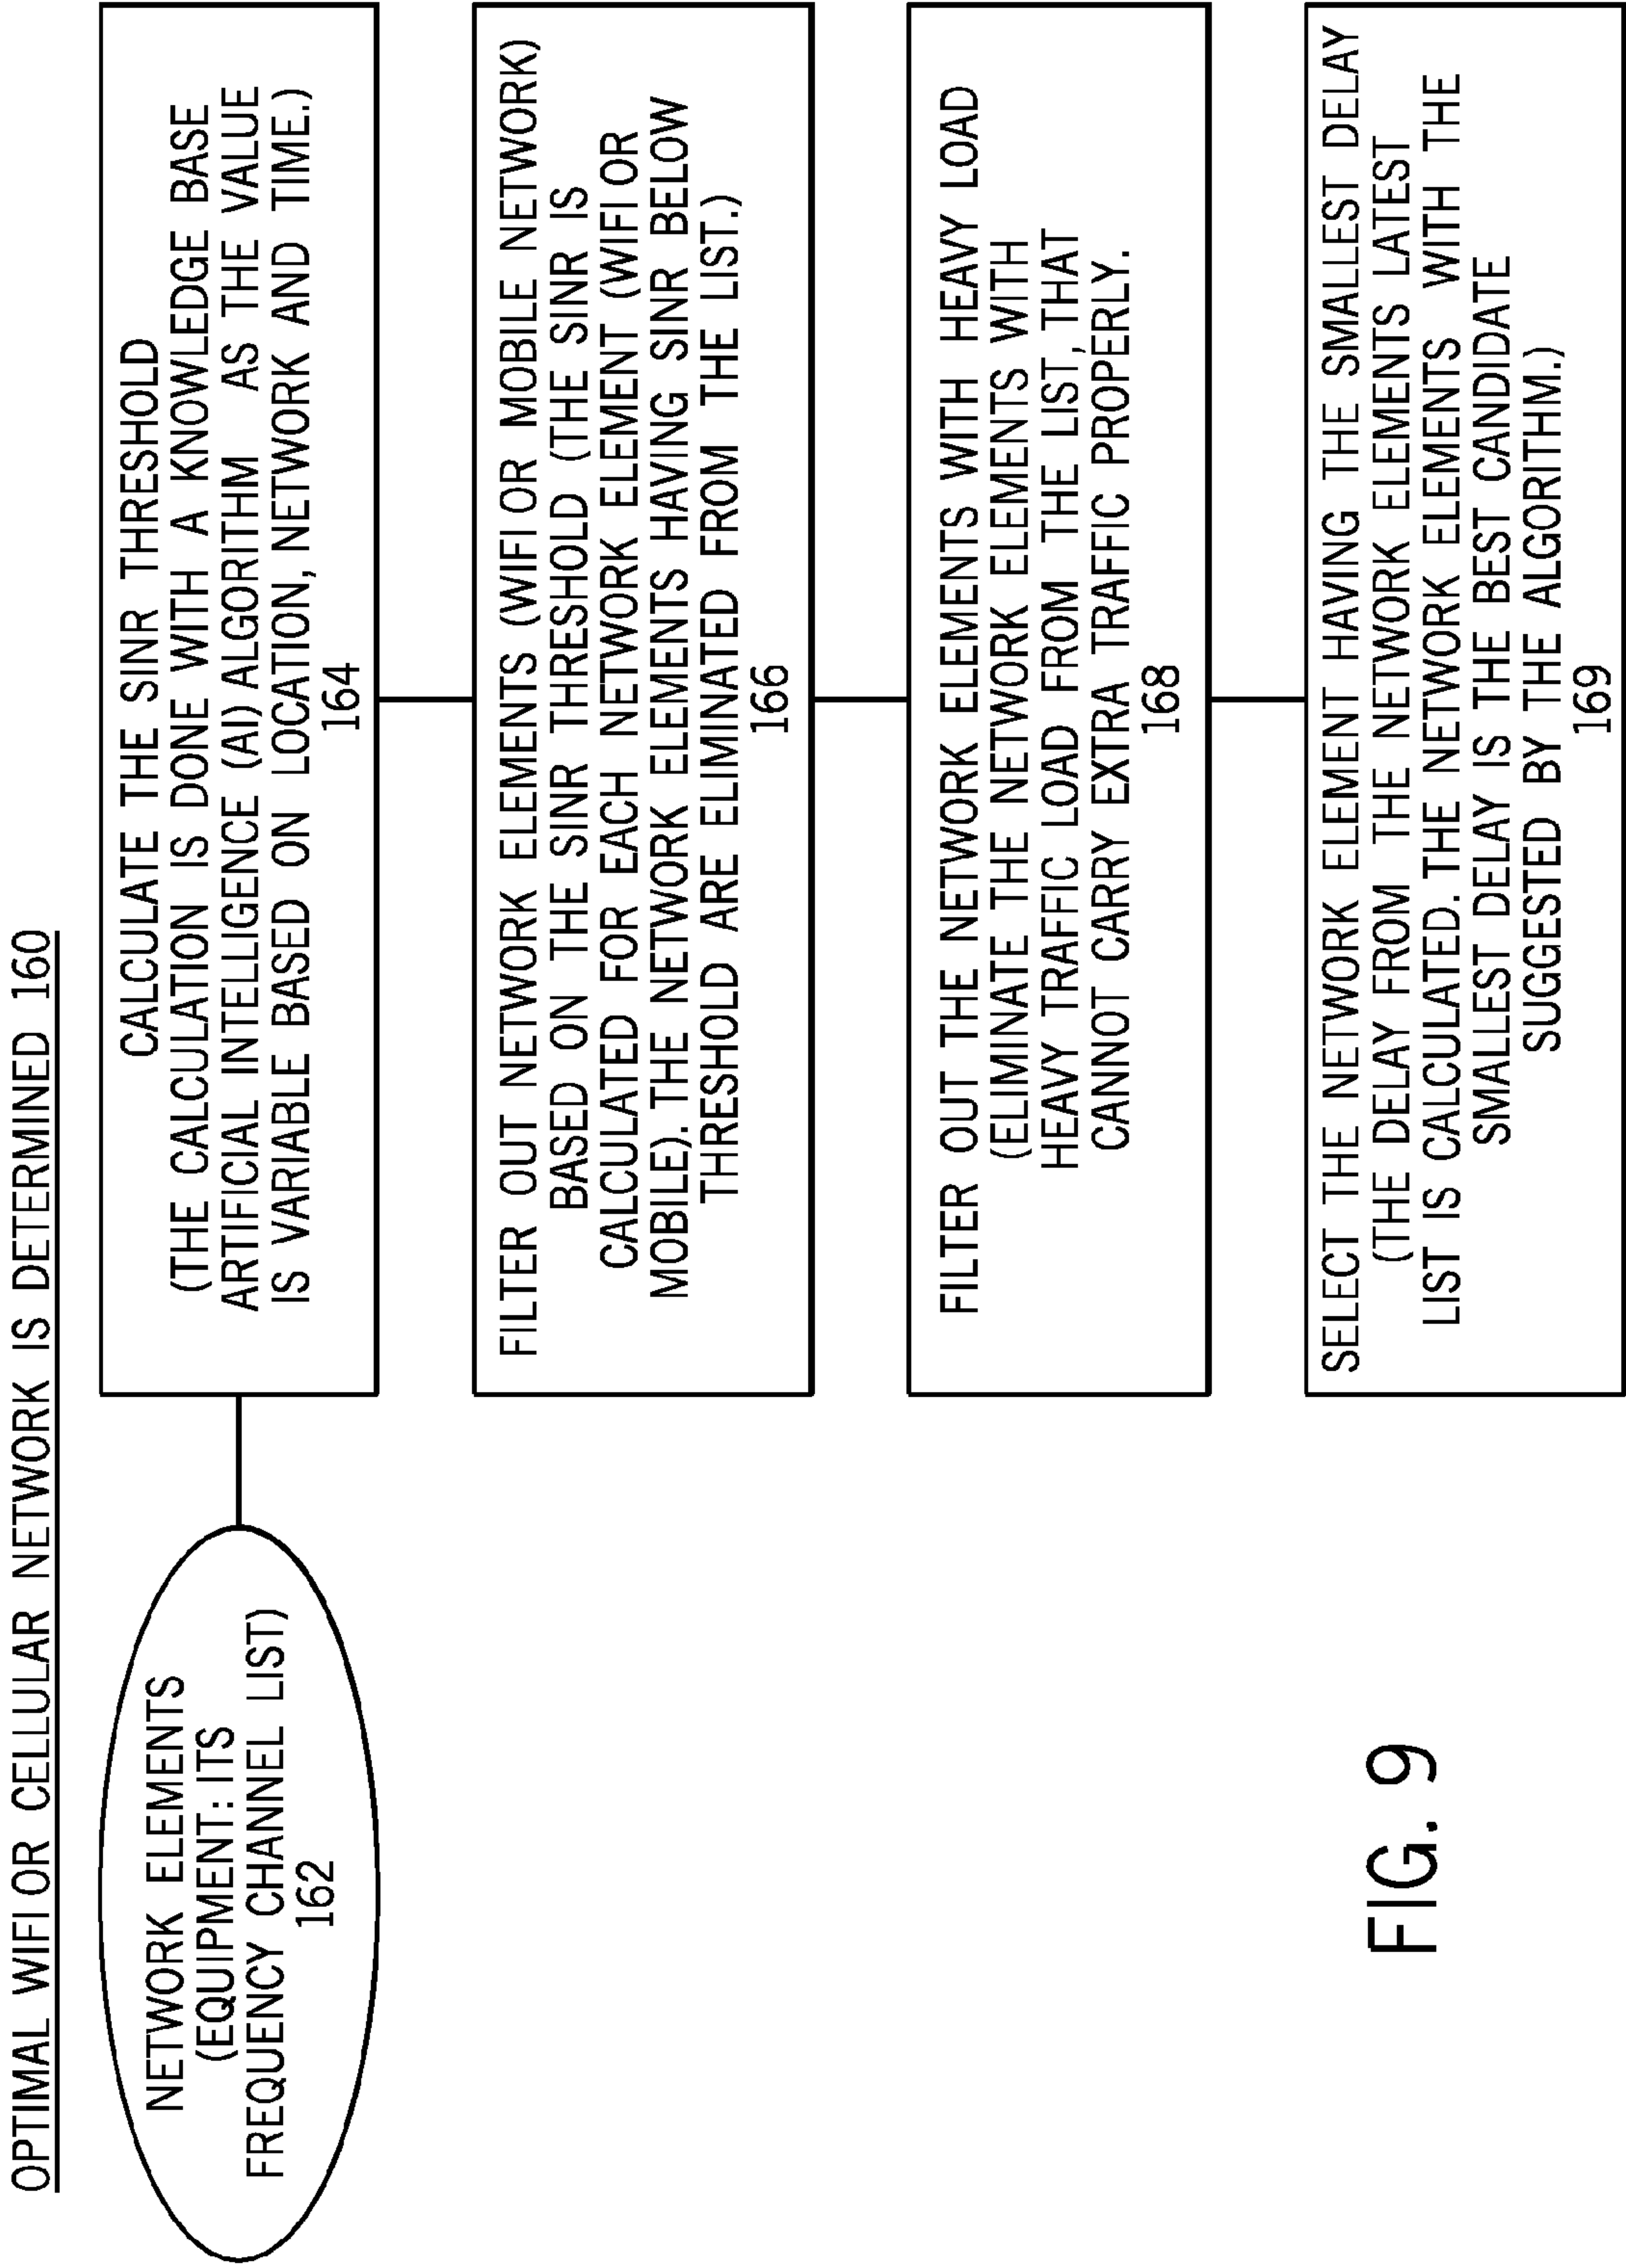 OPTIMAL WIFI OR CELLULAR NETWORK IS DETERMINED 160
NETWORK ELEMENTS
(EQUIPMENT: ITS
FREQUENCY CHANNEL LIST)
162
CALCULATE THE SINR THRESHOLD
(THE CALCULATION IS DONE WITH A KNOWLEDGE BASE
ARTIFICIAL INTELLIGENCE (AI) ALGORITHM AS THE VALUE
IS VARIABLE BASED ON LOCATION, NETWORK AND TIME.)
164
FILTER OUT NETWORK ELEMENTS (WIFI OR MOBILE NETWORK)
BASED ON THE SINR THRESHOLD (THE SINR IS
CALCULATED FOR EACH NETWORK ELEMENT (WIFI OR
MOBILE). THE NETWORK ELEMENTS HAVING SINR BELOW
THRESHOLD ARE ELIMINATED FROM THE LIST.)
166
FILTER OUT THE NETWORK ELEMENTS WITH HEAVY LOAD
(ELIMINATE THE NETWORK ELEMENTS WITH
HEAVY TRAFFIC LOAD FROM THE LIST, THAT
CANNOT CARRY EXTRA TRAFFIC PROPERLY.
168
SELECT THE NETWORK ELEMENT HAVING THE SMALLEST DELAY
(THE DELAY FROM THE NETWORK ELEMENTS LATEST
LIST IS CALCULATED. THE NETWORK ELEMENTS WITH THE
SMALLEST DELAY IS THE BEST CANDIDATE
SUGGESTED BY THE ALGORITHM.)
169
FIG. 9